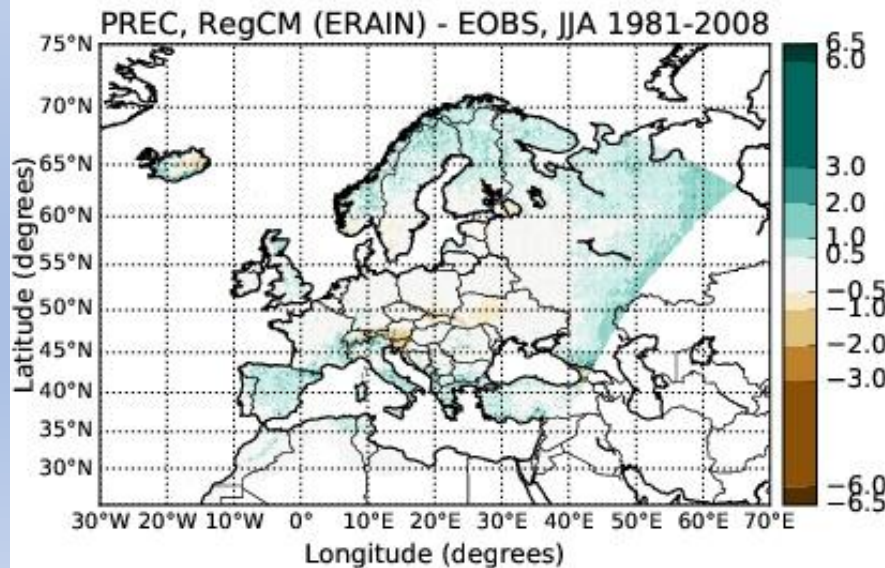 PREC, RegCM (ERAIN) - EOBS, JJA 1981-2008
75°N
70°N
65°N
60°N
55°N
50°N
45°N
40°N
35°N
30°N
Latitude (degrees)
30°W 20°W 10°W 0° 10°E 20°E 30°E 40°E 50°E 60°E 70°E
Longitude (degrees)
6.5
6.0
3.0
2.0
1.0
0.5
−0.5
−1.0
−2.0
−3.0
−6.0
−6.5